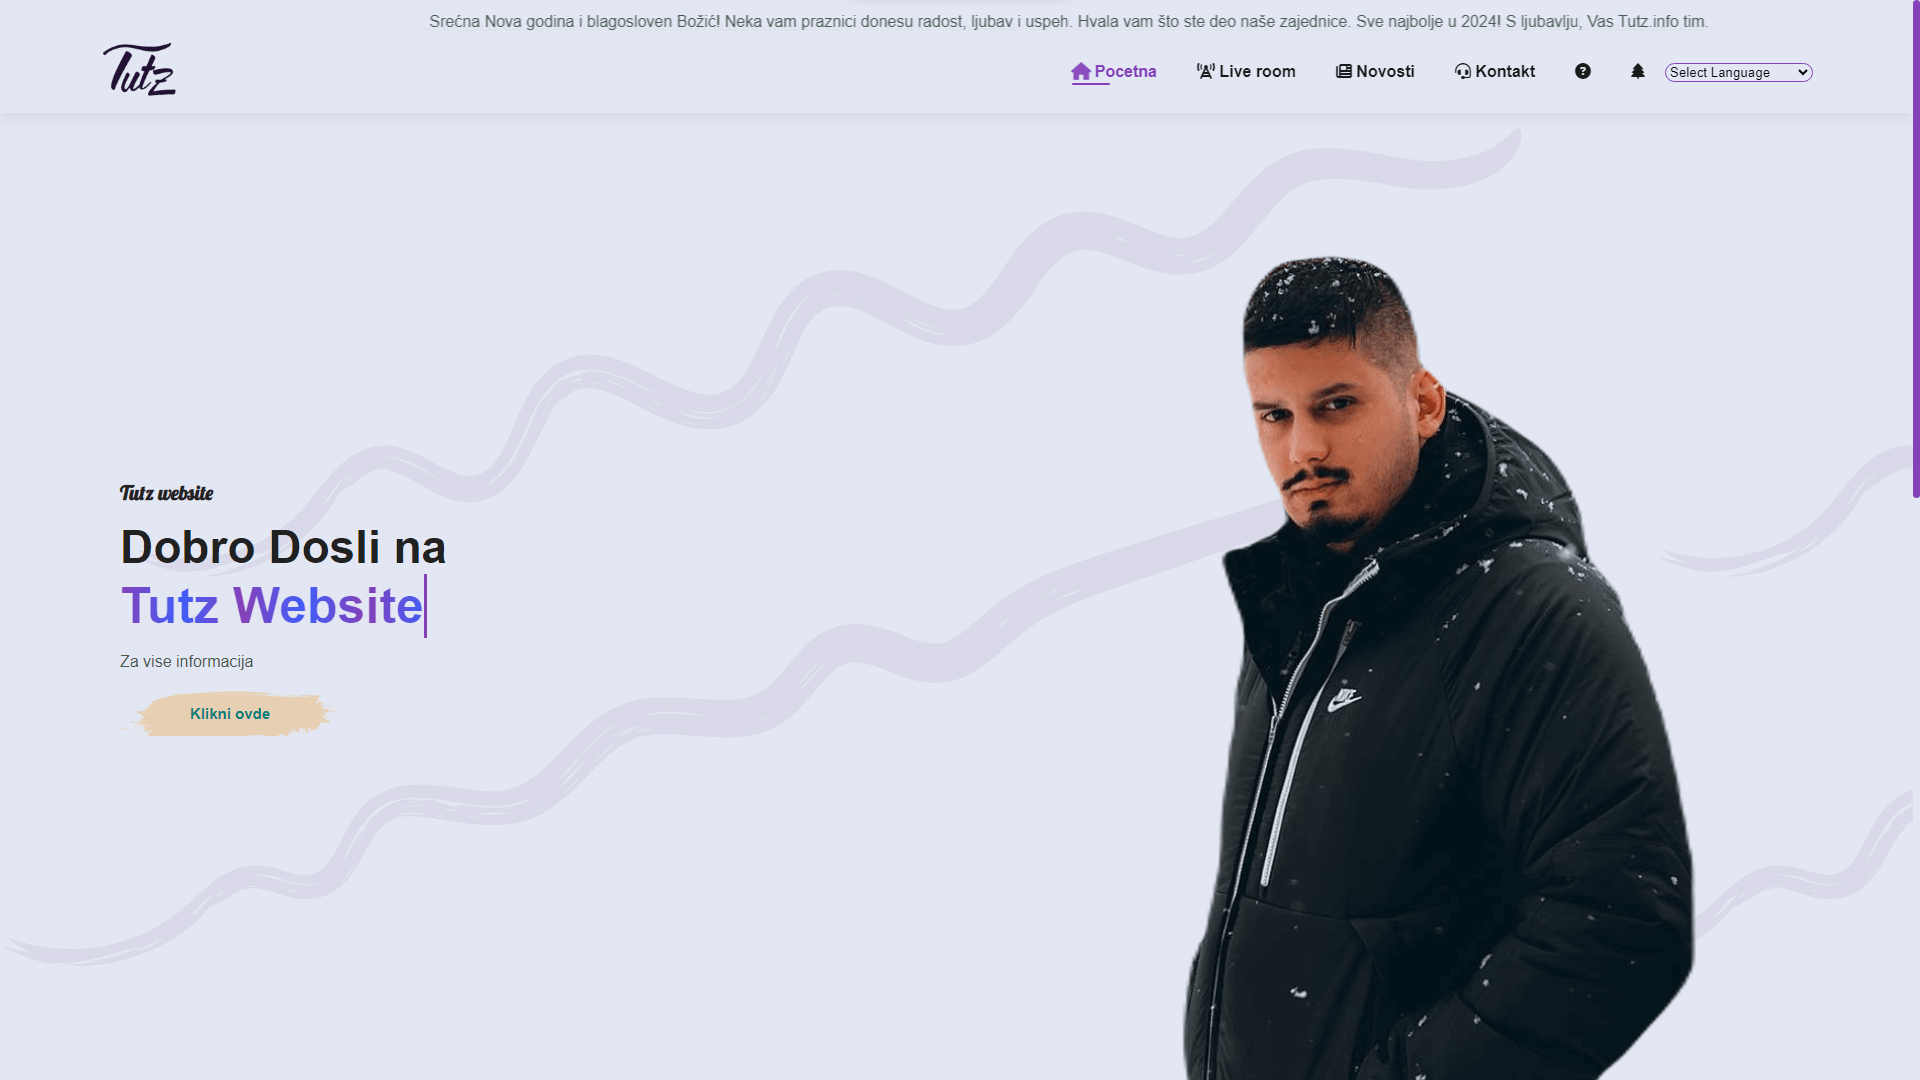 Srećna Nova godina i blagosloven Božić! Neka vam praznici donesu radost, ljubav i uspeh. Hvala vam što ste deo naše zajednice. Sve najbolje u 2024! S ljubavlju, Vas Tutz.info tim.
Tutz
Pocetna Live room Novosti Kontakt ? Select Language
Tutz website
Dobro Dosli na
Tutz Website
Za vise informacija
Klikni ovde
NIKE